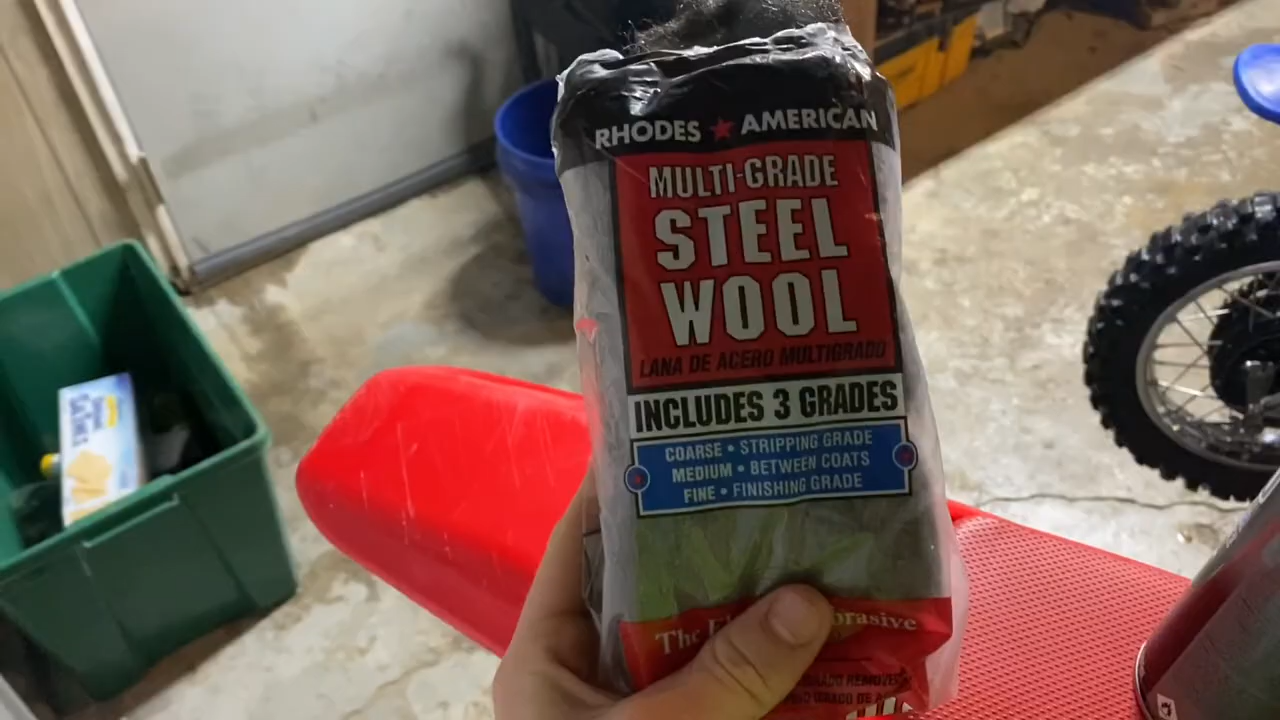 RHODES AMERICAN
MULTI-GRADE
STEEL
WOOL
LANA DE ACERO MULTIGRADO
INCLUDES 3 GRADES
COARSE • STRIPPING GRADE
MEDIUM • BETWEEN COATS
FINE • FINISHING GRADE
The